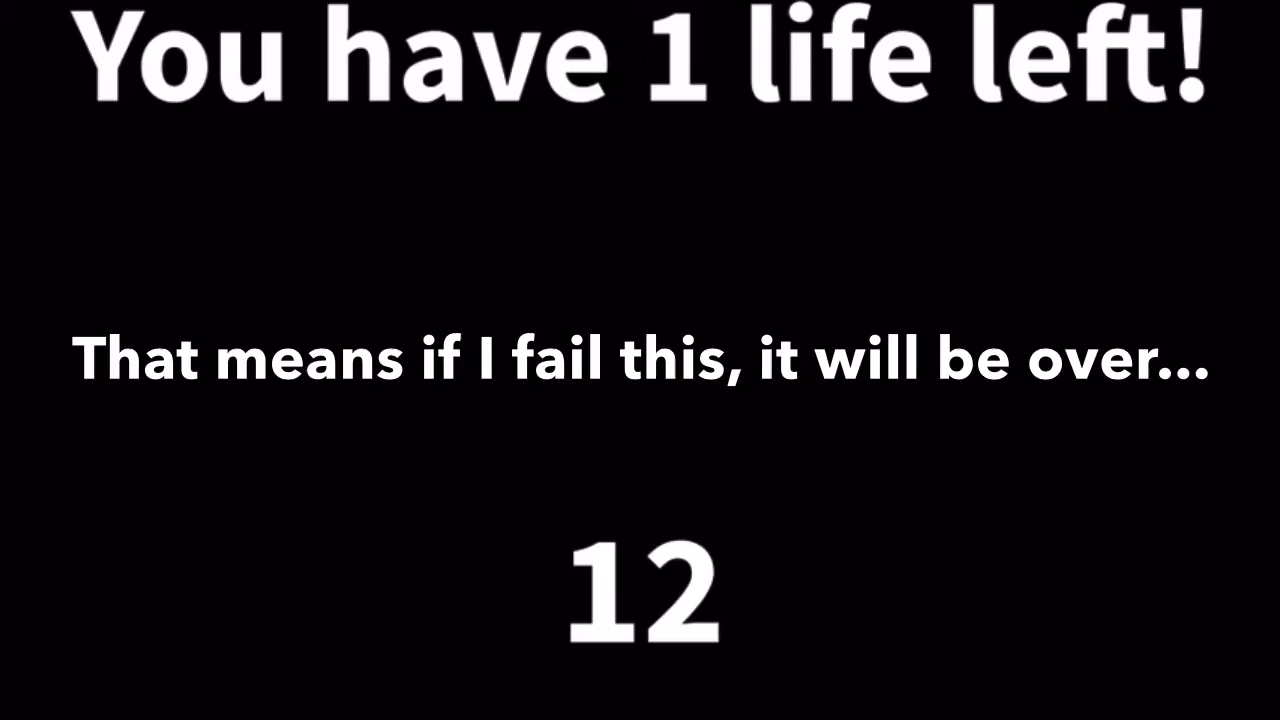 You have 1 life left!
That means if I fail this, it will be over...
12